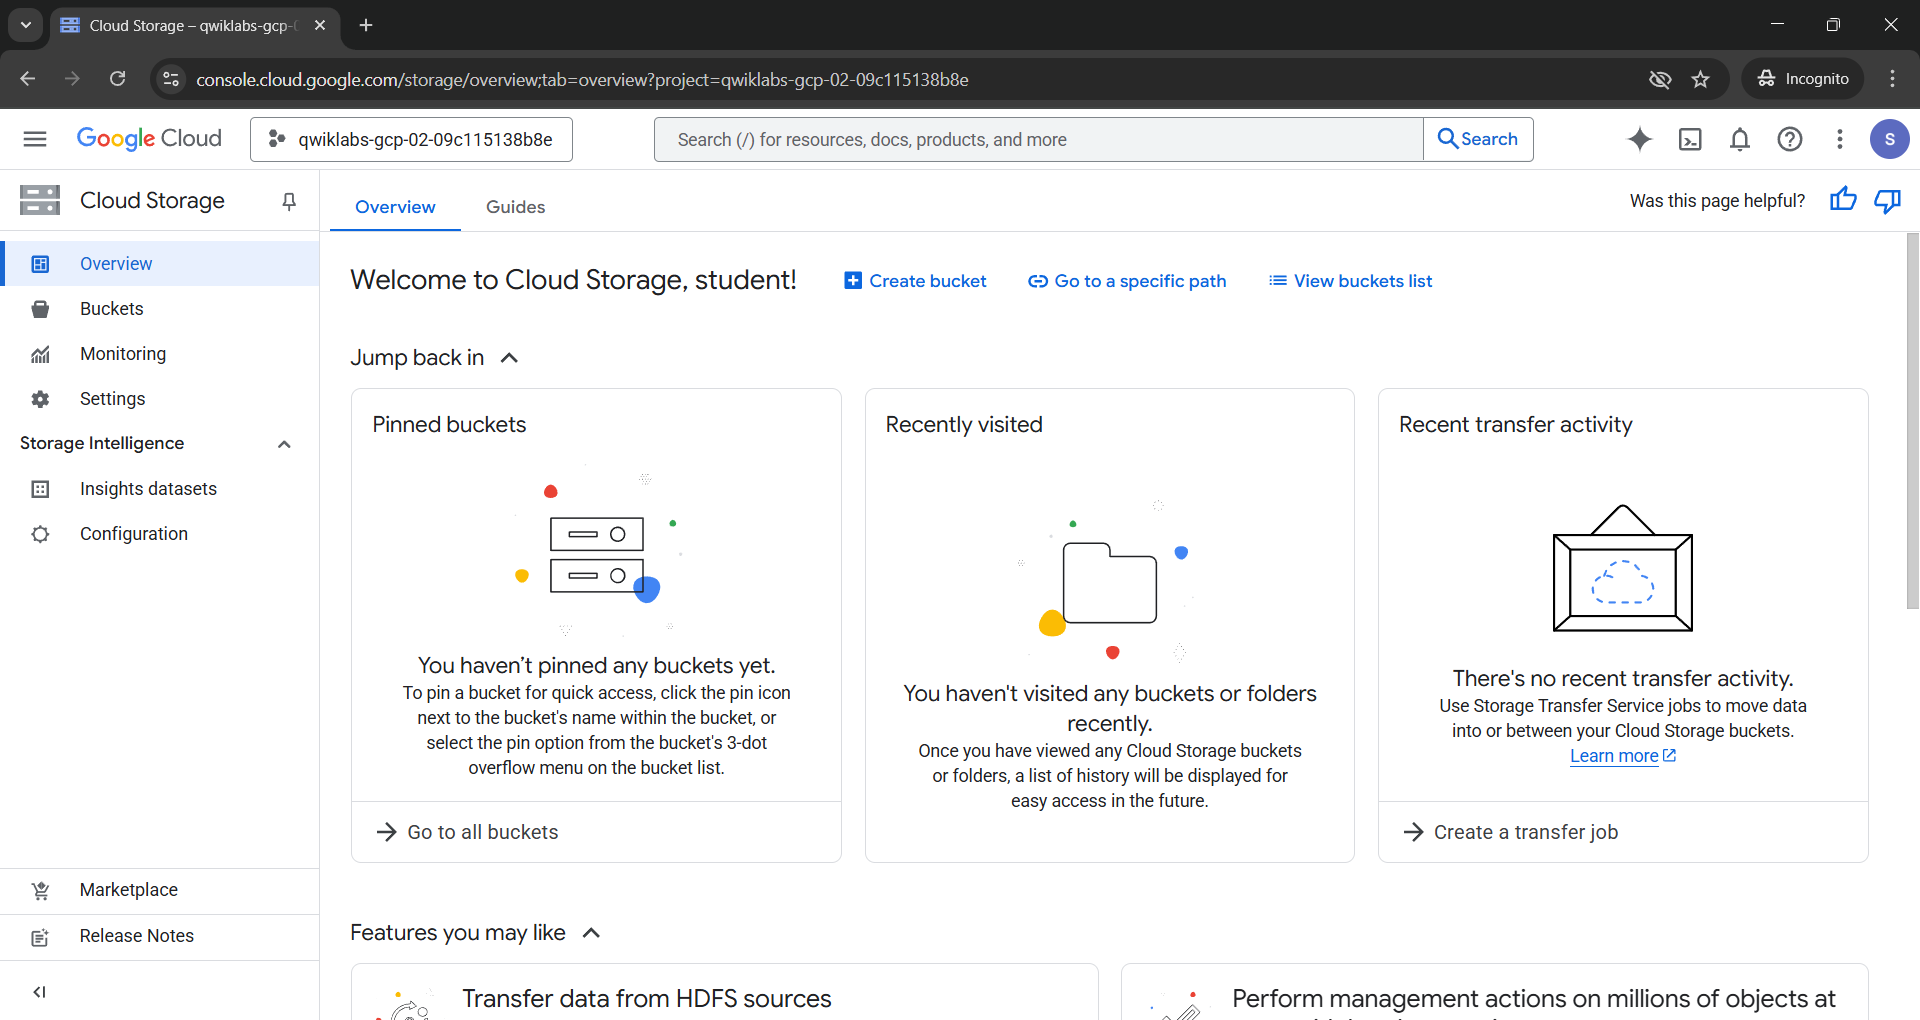 Cloud Storage – qwiklabs-gcp-
console.cloud.google.com/storage/overview;tab=overview?project=qwiklabs-gcp-02-09c115138b8e
Incognito
Google Cloud
qwiklabs-gcp-02-09c115138b8e
Search (/) for resources, docs, products, and more
Search
S
Cloud Storage
Overview
Guides
Was this page helpful?
Overview
Buckets
Monitoring
Settings
Storage Intelligence
Insights datasets
Configuration
Marketplace
Release Notes
Welcome to Cloud Storage, student!
Create bucket
Go to a specific path
View buckets list
Jump back in
Pinned buckets
You haven’t pinned any buckets yet.
To pin a bucket for quick access, click the pin icon
next to the bucket's name within the bucket, or
select the pin option from the bucket's 3-dot
overflow menu on the bucket list.
Go to all buckets
Recently visited
You haven't visited any buckets or folders
recently.
Once you have viewed any Cloud Storage buckets
or folders, a list of history will be displayed for
easy access in the future.
Recent transfer activity
There's no recent transfer activity.
Use Storage Transfer Service jobs to move data
into or between your Cloud Storage buckets.
Learn more
Create a transfer job
Features you may like
Transfer data from HDFS sources
Perform management actions on millions of objects at